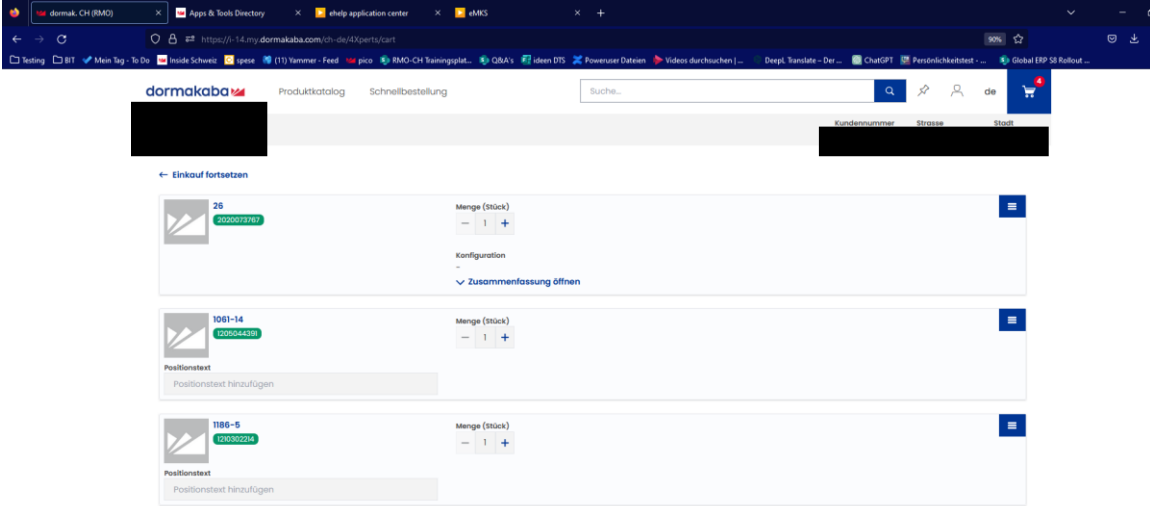 dormak. CH (RMO)
Apps & Tools Directory
ehelp application center
eMKS
https://i-14.my.dormakaba.com/ch-de/4Xperts/cart
90%
Testing
BIT
Mein Tag - To Do
Inside Schweiz
spese
(11) Yammer - Feed
pico
RMO-CH Trainingsplat...
Q&A's
ideen DTS
Poweruser Dateien
Videos durchsuchen | ...
DeepL Translate – Der ...
ChatGPT
Persönlichkeitstest - ...
Global ERP S8 Rollout ...
dormakaba
Produktkatalog
Schnellbestellung
Suche...
de
4
Kundennummer
Strasse
Stadt
← Einkauf fortsetzen
26
2020073767
Menge (Stück)
− 1 +
Konfiguration
-
Zusammenfassung öffnen
1061-14
1205044391
Menge (Stück)
− 1 +
Positionstext
Positionstext hinzufügen
1186-5
1210302214
Menge (Stück)
− 1 +
Positionstext
Positionstext hinzufügen